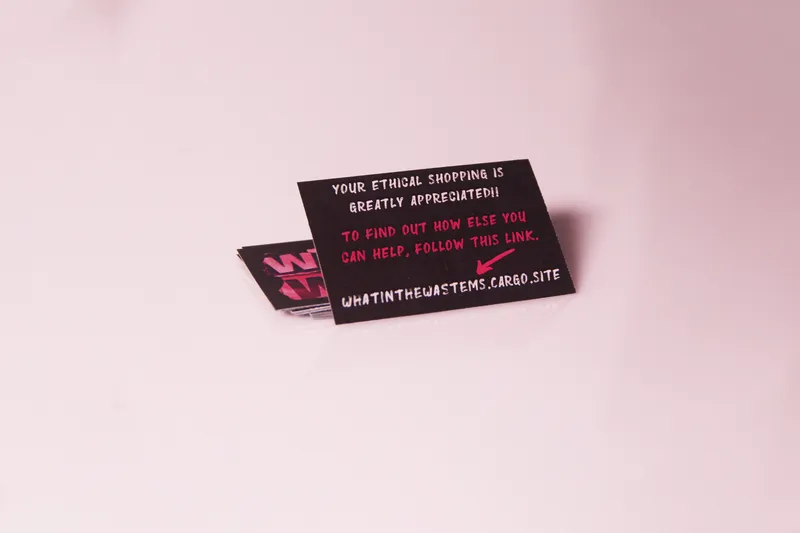 YOUR ETHICAL SHOPPING IS
GREATLY APPRECIATED!!
TO FIND OUT HOW ELSE YOU
CAN HELP, FOLLOW THIS LINK.
WHATINTHEWASTEMS.CARGO.SITE